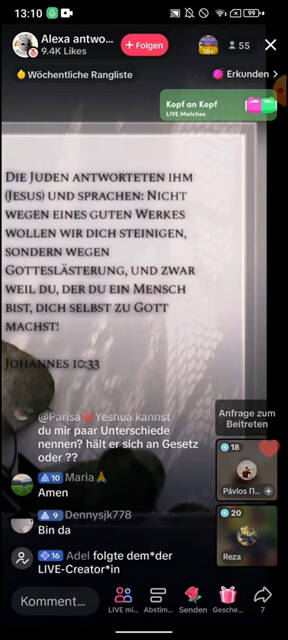 13:10
99
Alexa antwo...
9.4K Likes
+ Folgen
18+
55
Wöchentliche Rangliste
Erkunden >
Kopf an Kopf
LIVE Matches
Die Juden antworteten ihm
(Jesus) und sprachen: Nicht
wegen eines guten Werkes
wollen wir dich steinigen,
sondern wegen
Gotteslästerung, und zwar
weil du, der du ein Mensch
bist, dich selbst zu Gott
machst!
Johannes 10:33
@Parisa❤️Yeshua kannst
du mir paar Unterschiede
nennen? hält er sich an Gesetz
oder ??
Anfrage zum
Beitreten
18
Pávlos Π...
10 Maria🙏
Amen
9 Dennysjk778
Bin da
20
Reza
16 Adel folgte dem*der
LIVE-Creator*in
Komment...
LIVE mi...
Abstim...
Senden
Gesche...
7